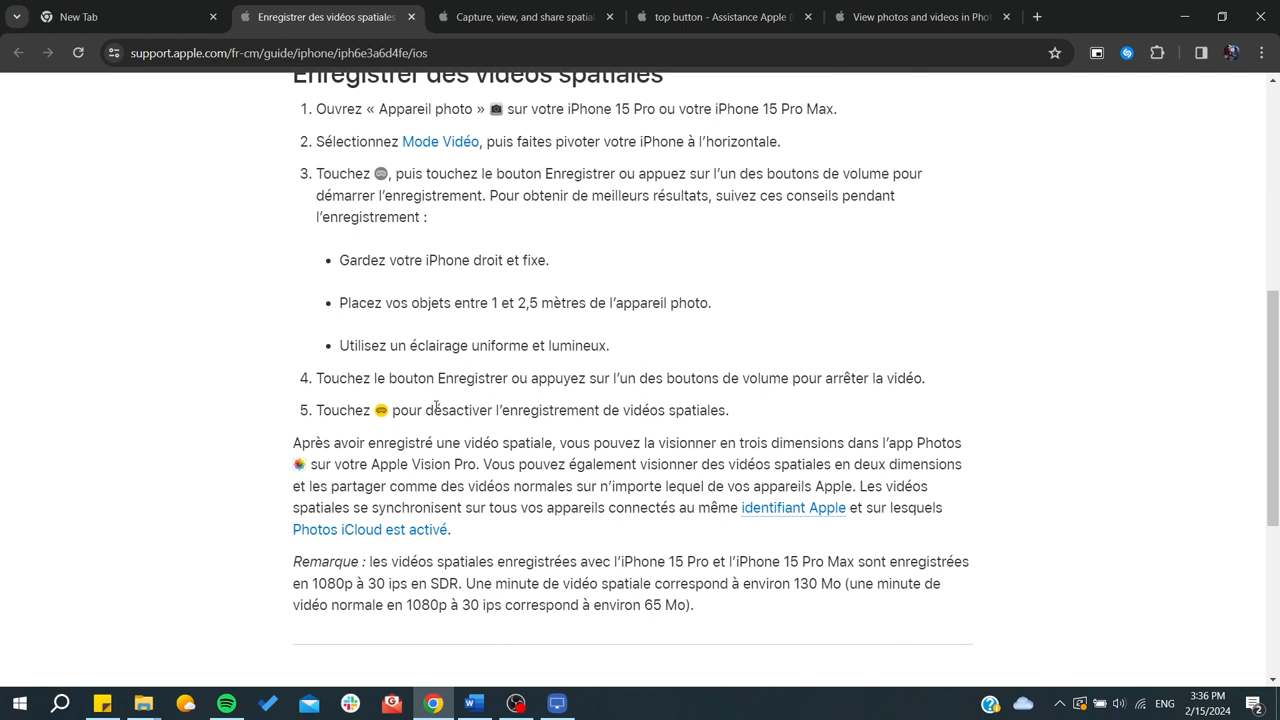 New Tab
Enregistrer des vidéos spatiales
Capture, view, and share spatia
top button - Assistance Apple (
View photos and videos in Phot
support.apple.com/fr-cm/guide/iphone/iph6e3a6d4fe/ios
Enregistrer des vidéos spatiales
1. Ouvrez « Appareil photo » sur votre iPhone 15 Pro ou votre iPhone 15 Pro Max.
2. Sélectionnez Mode Vidéo, puis faites pivoter votre iPhone à l’horizontale.
3. Touchez , puis touchez le bouton Enregistrer ou appuez sur l’un des boutons de volume pour
démarrer l’enregistrement. Pour obtenir de meilleurs résultats, suivez ces conseils pendant
l’enregistrement :
• Gardez votre iPhone droit et fixe.
• Placez vos objets entre 1 et 2,5 mètres de l’appareil photo.
• Utilisez un éclairage uniforme et lumineux.
4. Touchez le bouton Enregistrer ou appuyez sur l’un des boutons de volume pour arrêter la vidéo.
5. Touchez pour désactiver l’enregistrement de vidéos spatiales.
Après avoir enregistré une vidéo spatiale, vous pouvez la visionner en trois dimensions dans l’app Photos
sur votre Apple Vision Pro. Vous pouvez également visionner des vidéos spatiales en deux dimensions
et les partager comme des vidéos normales sur n’importe lequel de vos appareils Apple. Les vidéos
spatiales se synchronisent sur tous vos appareils connectés au même identifiant Apple et sur lesquels
Photos iCloud est activé.
Remarque : les vidéos spatiales enregistrées avec l’iPhone 15 Pro et l’iPhone 15 Pro Max sont enregistrées
en 1080p à 30 ips en SDR. Une minute de vidéo spatiale correspond à environ 130 Mo (une minute de
vidéo normale en 1080p à 30 ips correspond à environ 65 Mo).
ENG
3:36 PM
2/15/2024
2